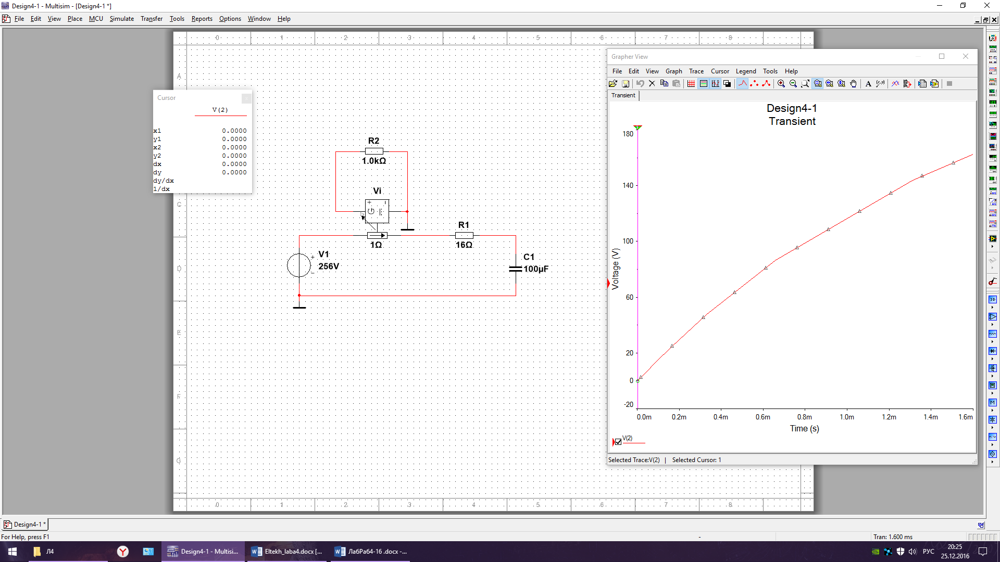 Design4-1 - Multisim - [Design4-1 *]
File Edit View Place MCU Simulate Transfer Tools Reports Options Window Help
0 1 2 3 4 5 6 7 8
A
C
D
E
F
G
Cursor
V(2)
x1 0.0000
y1 0.0000
x2 0.0000
y2 0.0000
dx 0.0000
dy 0.0000
dy/dx
1/dx
R2
1.0kΩ
Vi
+ -
G
1Ω
R1
16Ω
V1
256V
+
-
C1
100µF
Grapher View
File Edit View Graph Trace Cursor Legend Tools Help
Transient
Design4-1
Transient
180
140
100
60
20
0
-20
Voltage (V)
0.0m 0.2m 0.4m 0.6m 0.8m 1.0m 1.2m 1.4m 1.6m
Time (s)
V(2)
Selected Trace:V(2) | Selected Cursor: 1
0 1 2 3 4 5 6 7 8
Design4-1 *
For Help, press F1
-
Tran: 1.600 ms
Л4
Design4-1 - Multisi...
Eltekh_laba4.docx [...
ЛабРаб4-16 .docx -...
РУС
20:25
25.12.2016